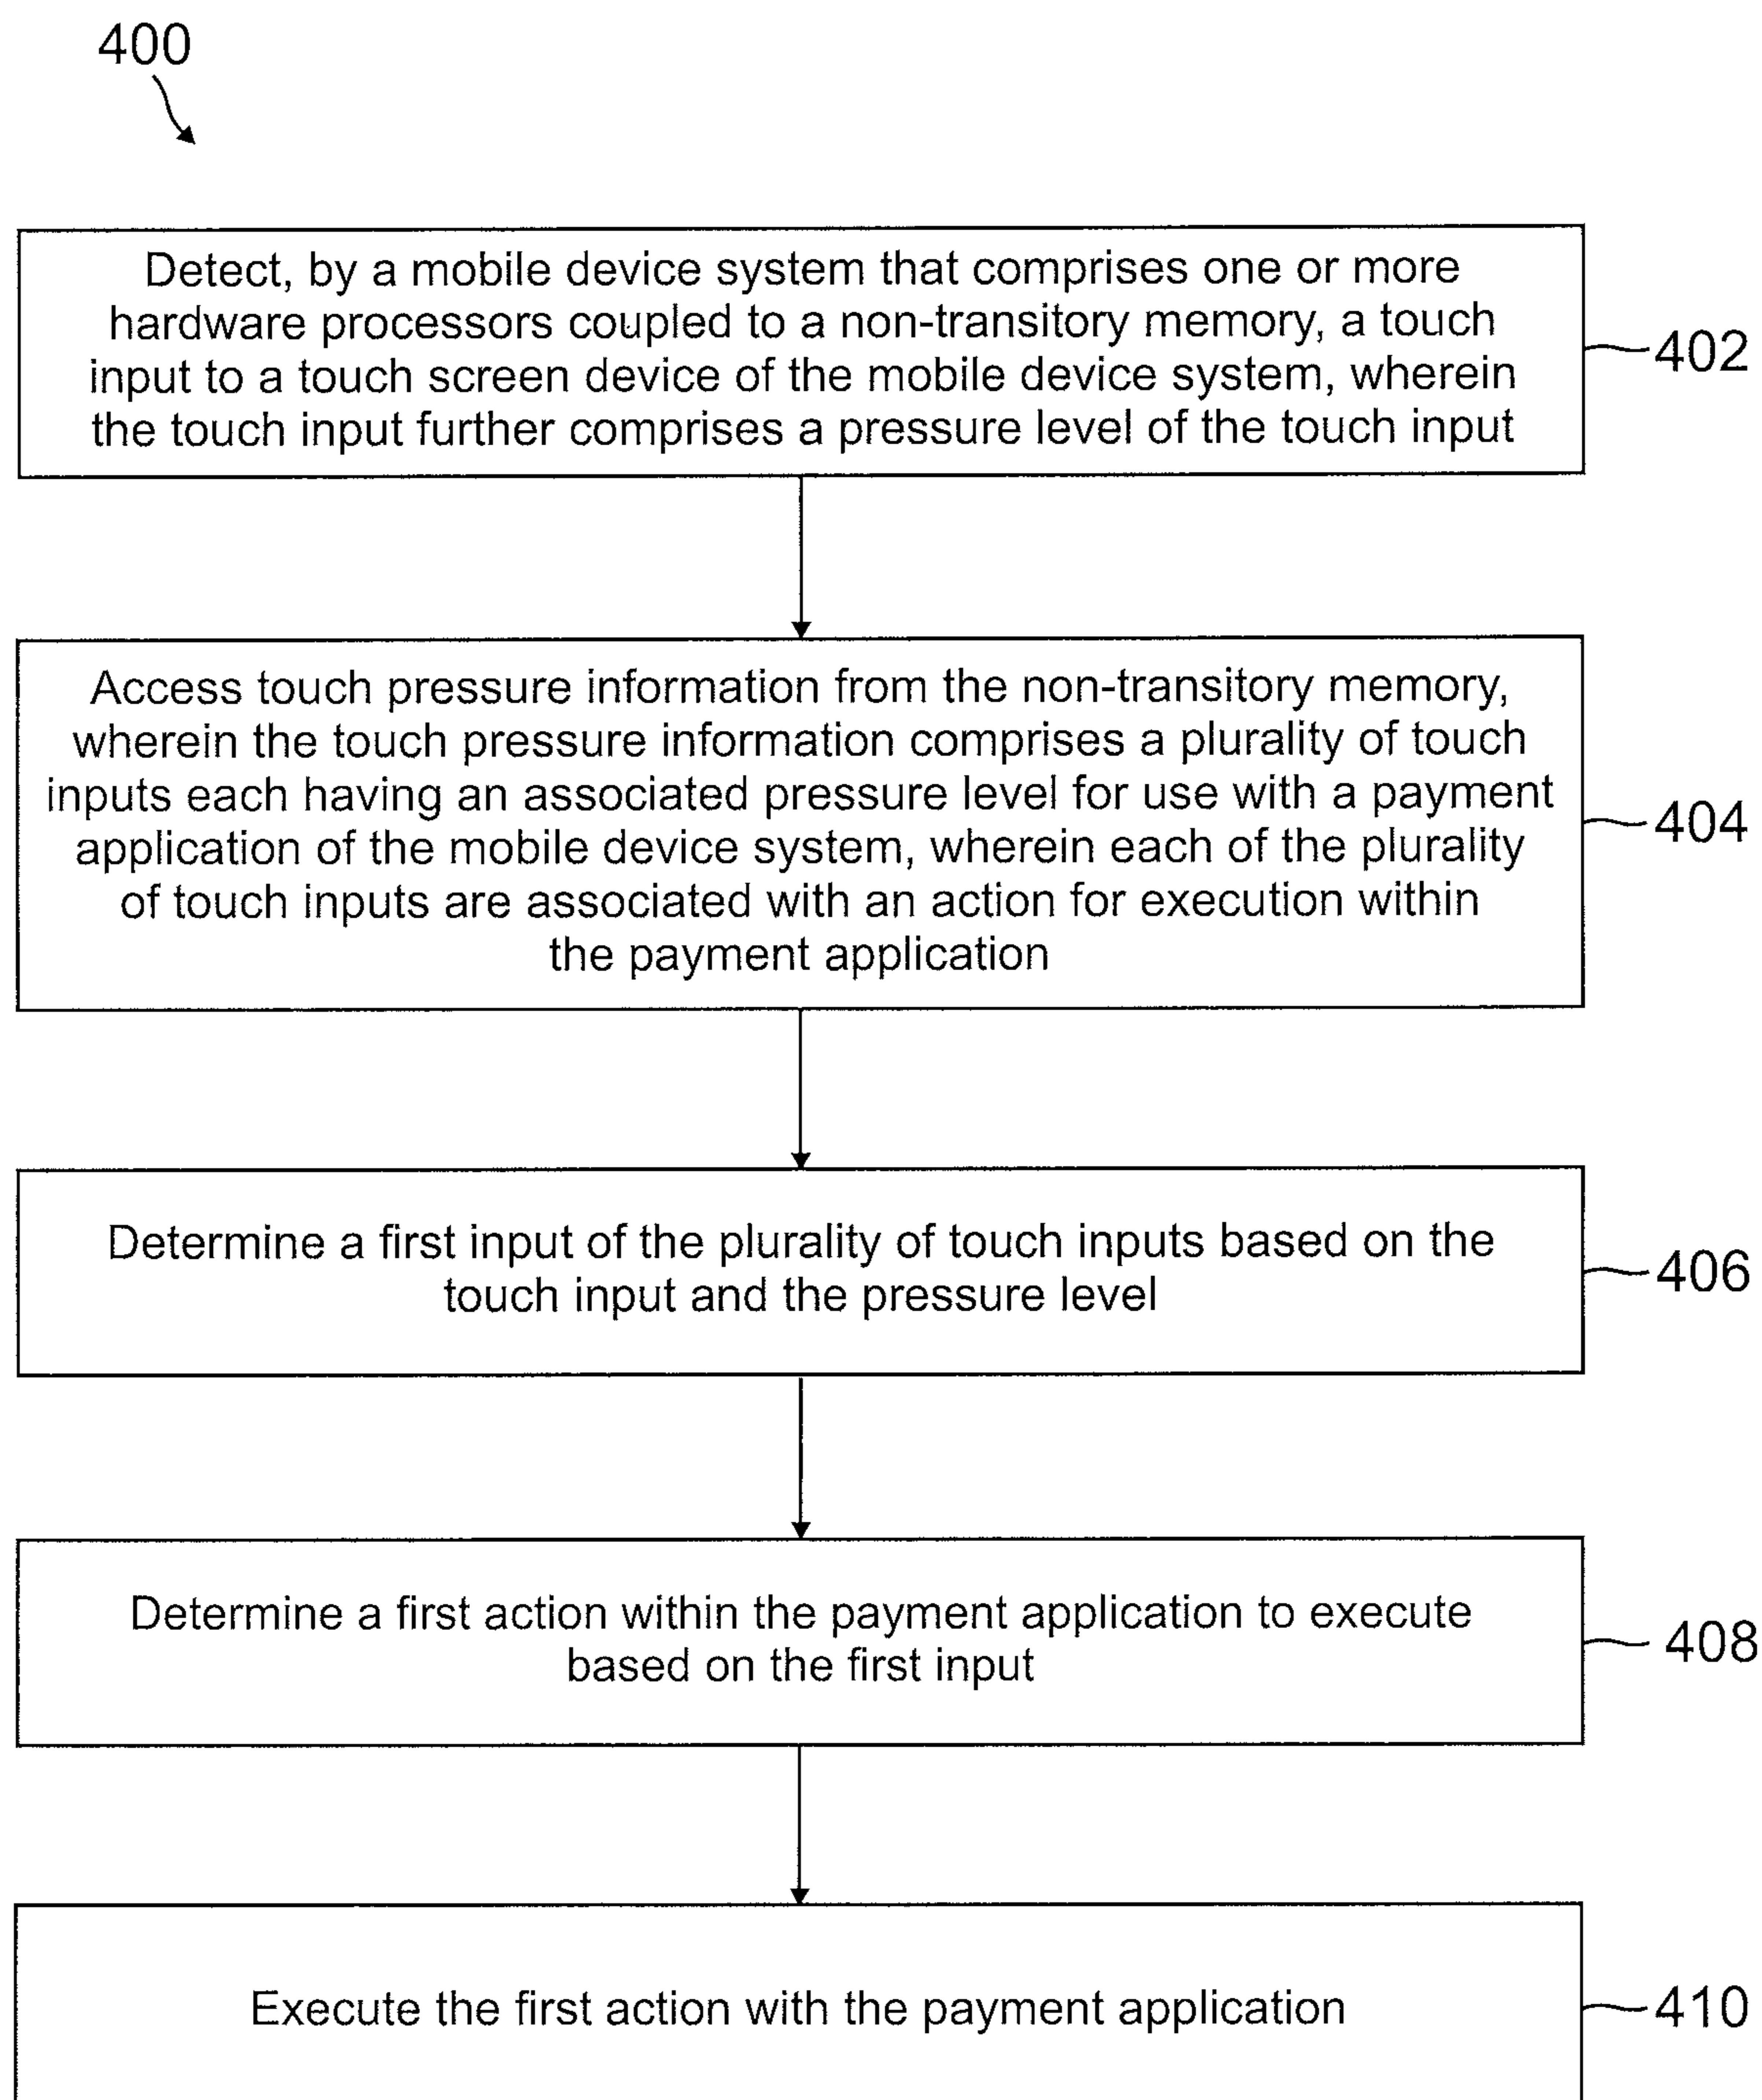 400
Detect, by a mobile device system that comprises one or more
hardware processors coupled to a non-transitory memory, a touch
input to a touch screen device of the mobile device system, wherein
the touch input further comprises a pressure level of the touch input
402
Access touch pressure information from the non-transitory memory,
wherein the touch pressure information comprises a plurality of touch
inputs each having an associated pressure level for use with a payment
application of the mobile device system, wherein each of the plurality
of touch inputs are associated with an action for execution within
the payment application
404
Determine a first input of the plurality of touch inputs based on the
touch input and the pressure level
406
Determine a first action within the payment application to execute
based on the first input
408
Execute the first action with the payment application
410